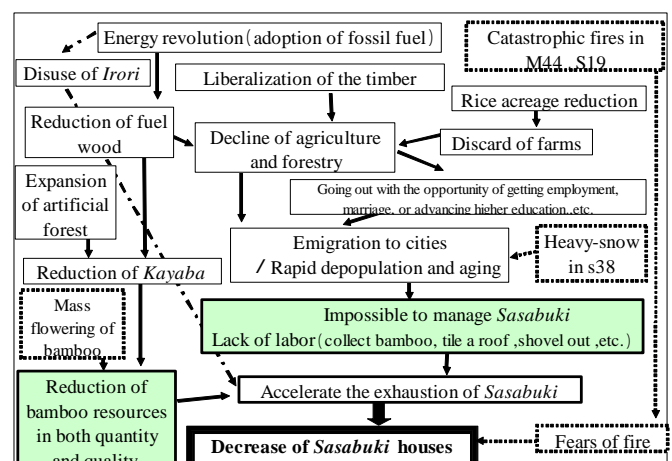 Energy revolution(adoption of fossil fuel)
Catastrophic fires in
M44 , S19
Disuse of Irori
Liberalization of the timber
Rice acreage reduction
Reduction of fuel
wood
Decline of agriculture
and forestry
Discard of farms
Expansion
of artificial
forest
Going out with the opportunity of getting employment,
marriage, or advancing higher education.,etc.
Emigration to cities
/ Rapid depopulation and aging
Heavy-snow
in s38
Reduction of Kayaba
Mass
flowering of
bamboo
Impossible to manage Sasabuki
Lack of labor(collect bamboo, tile a roof ,shovel out ,etc.)
Reduction of
bamboo resources
in both quantity
and quality
Accelerate the exhaustion of Sasabuki
Decrease of Sasabuki houses
Fears of fire